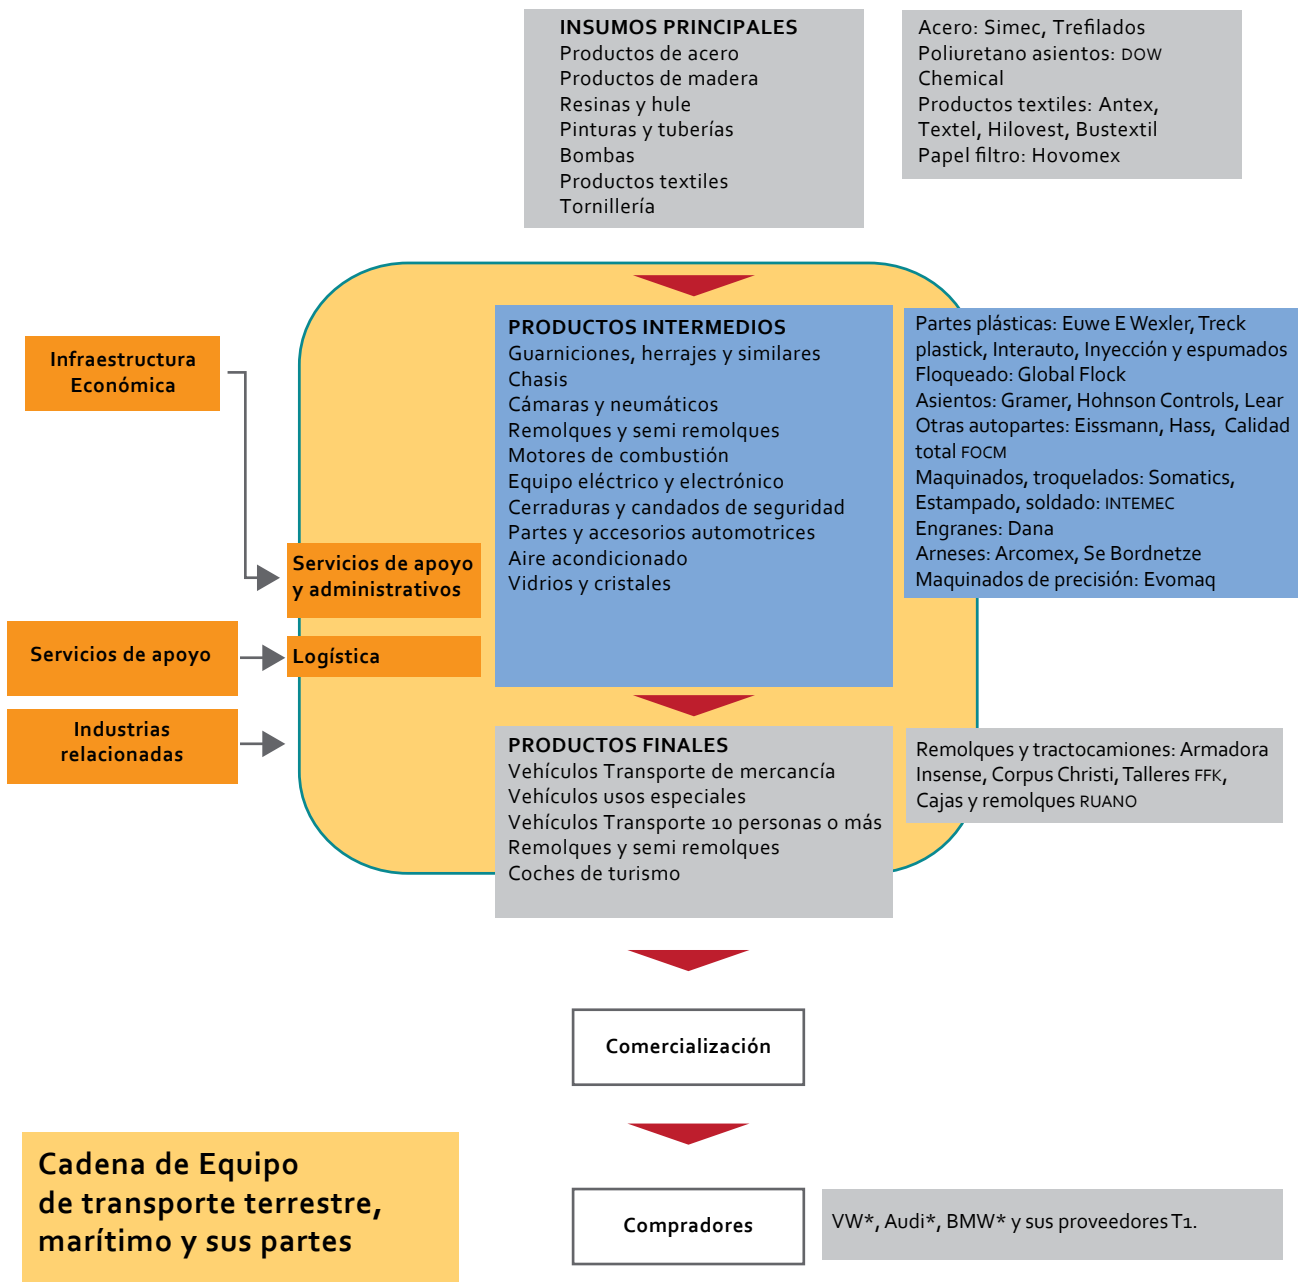 INSUMOS PRINCIPALES
Productos de acero
Productos de madera
Resinas y hule
Pinturas y tuberías
Bombas
Productos textiles
Tornillería
Acero: Simec, Trefilados
Poliuretano asientos: DOW
Chemical
Productos textiles: Antex,
Textel, Hilovest, Bustextil
Papel filtro: Hovomex
Infraestructura
Económica
Servicios de apoyo
y administrativos
Servicios de apoyo
Logística
Industrias
relacionadas
PRODUCTOS INTERMEDIOS
Guarniciones, herrajes y similares
Chasis
Cámaras y neumáticos
Remolques y semi remolques
Motores de combustión
Equipo eléctrico y electrónico
Cerraduras y candados de seguridad
Partes y accesorios automotrices
Aire acondicionado
Vidrios y cristales
Partes plásticas: Euwe E Wexler, Treck
plastick, Interauto, Inyección y espumados
Floqueado: Global Flock
Asientos: Gramer, Hohnson Controls, Lear
Otras autopartes: Eissmann, Hass, Calidad
total FOCM
Maquinados, troquelados: Somatics,
Estampado, soldado: INTEMEC
Engranes: Dana
Arneses: Arcomex, Se Bordnetze
Maquinados de precisión: Evomaq
PRODUCTOS FINALES
Vehículos Transporte de mercancía
Vehículos usos especiales
Vehículos Transporte 10 personas o más
Remolques y semi remolques
Coches de turismo
Remolques y tractocamiones: Armadora
Insense, Corpus Christi, Talleres FFK,
Cajas y remolques RUANO
Comercialización
Compradores
VW*, Audi*, BMW* y sus proveedores T1.
Cadena de Equipo
de transporte terrestre,
marítimo y sus partes